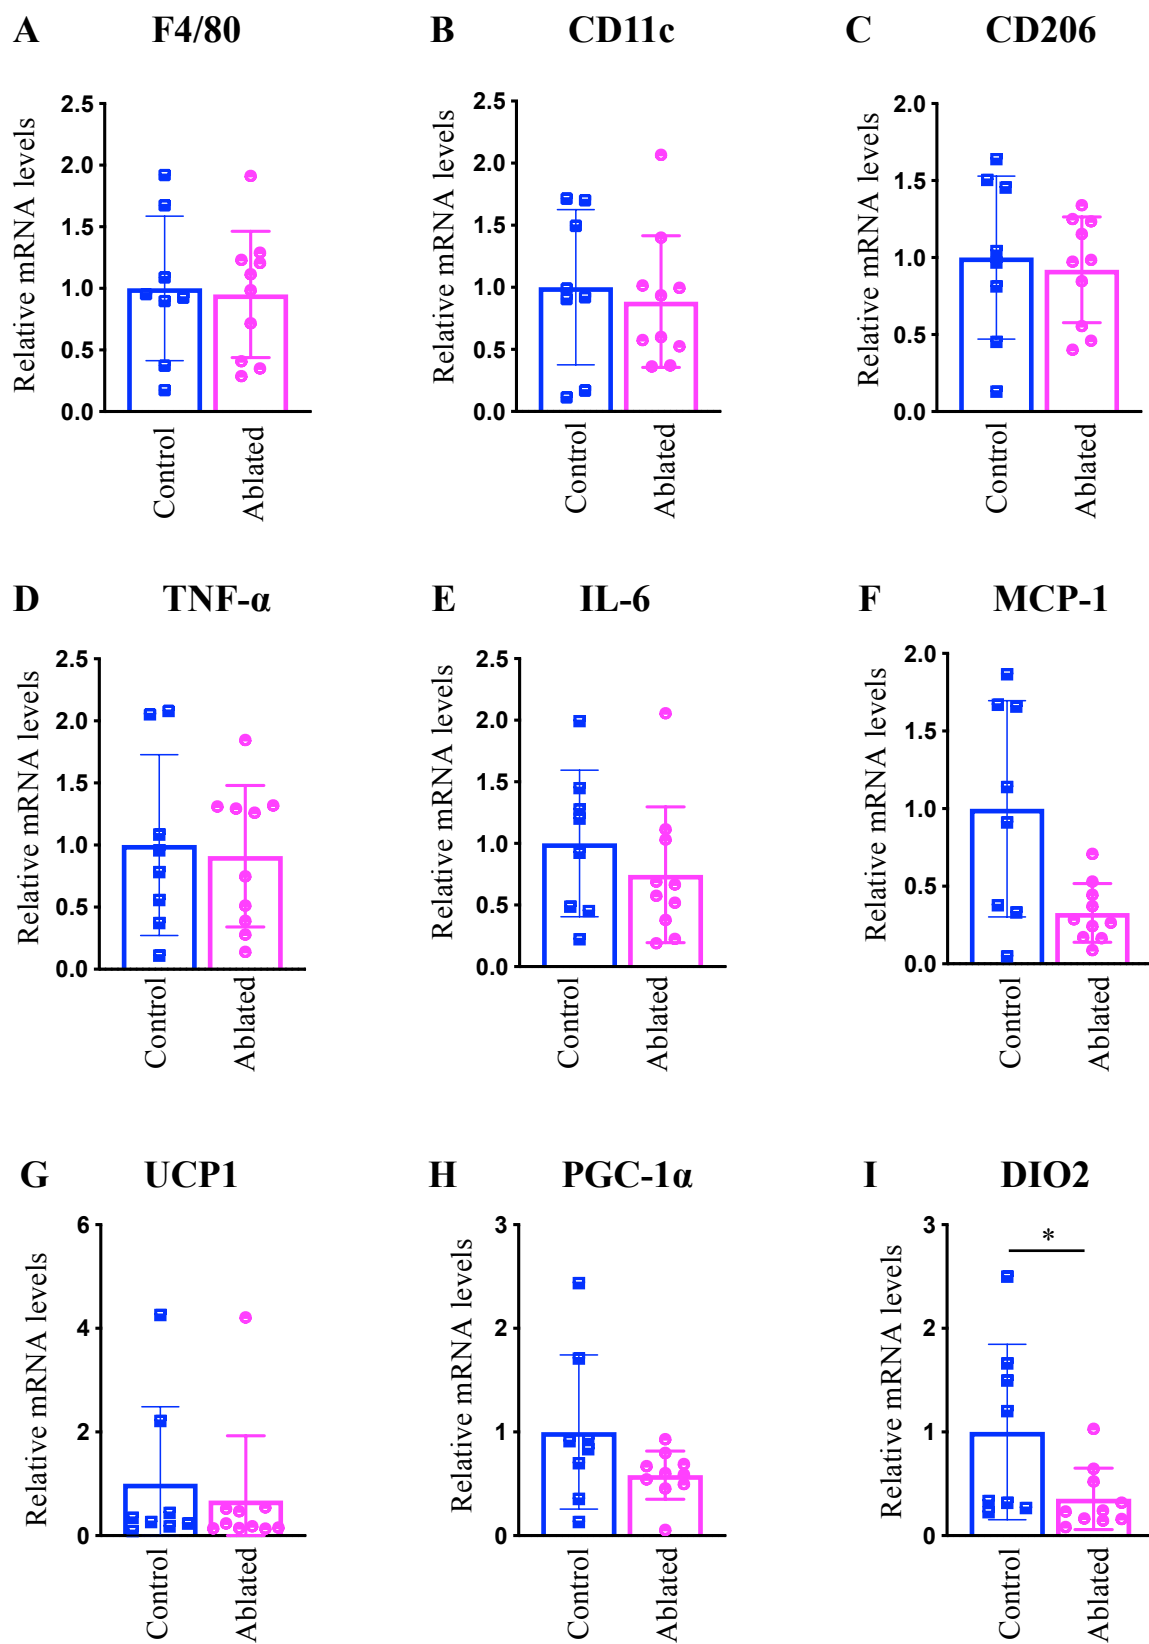 A F4/80 B CD11c C CD206
Relative mRNA levels
2.5
2.0
1.5
1.0
0.5
0.0
Control
Ablated
Relative mRNA levels
2.5
2.0
1.5
1.0
0.5
0.0
Control
Ablated
Relative mRNA levels
2.0
1.5
1.0
0.5
0.0
Control
Ablated
D TNF-α E IL-6 F MCP-1
Relative mRNA levels
2.5
2.0
1.5
1.0
0.5
0.0
Control
Ablated
Relative mRNA levels
2.5
2.0
1.5
1.0
0.5
0.0
Control
Ablated
Relative mRNA levels
2.0
1.5
1.0
0.5
0.0
Control
Ablated
G UCP1 H PGC-1α I DIO2
Relative mRNA levels
6
4
2
0
Control
Ablated
Relative mRNA levels
3
2
1
0
Control
Ablated
Relative mRNA levels
3
2
1
0
*
Control
Ablated